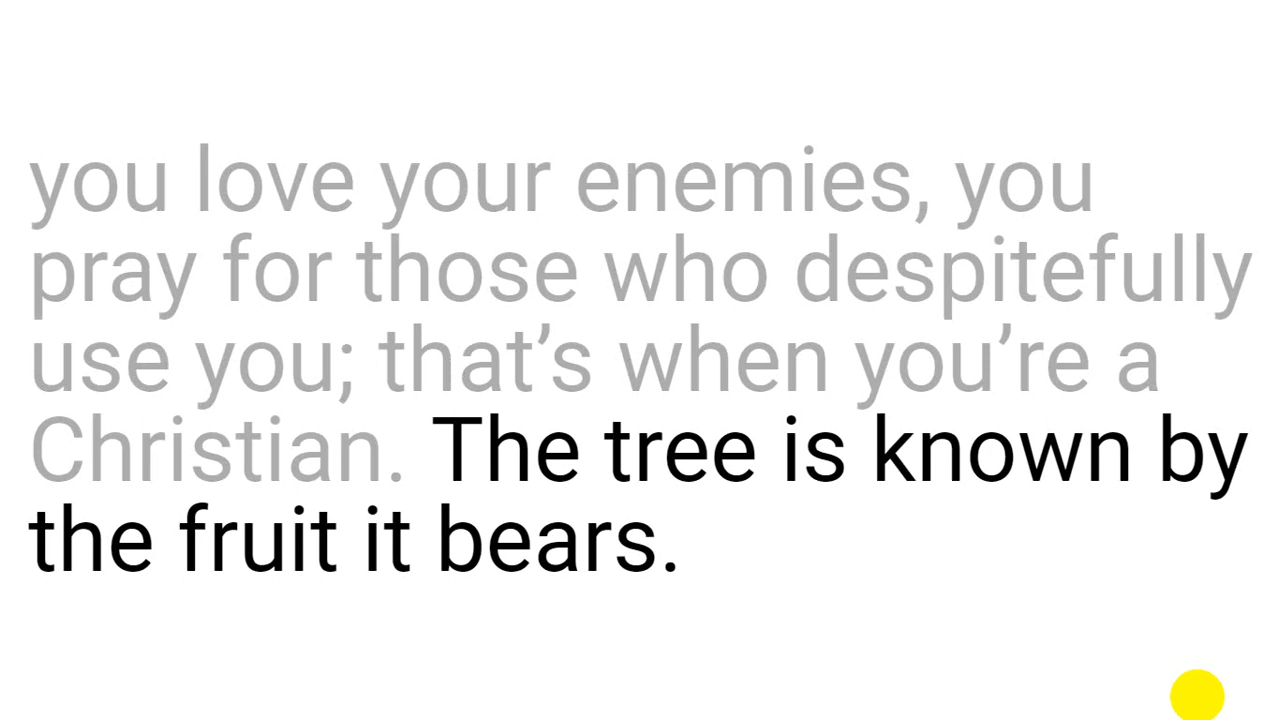 you love your enemies, you
pray for those who despitefully
use you; that’s when you’re a
Christian. The tree is known by
the fruit it bears.